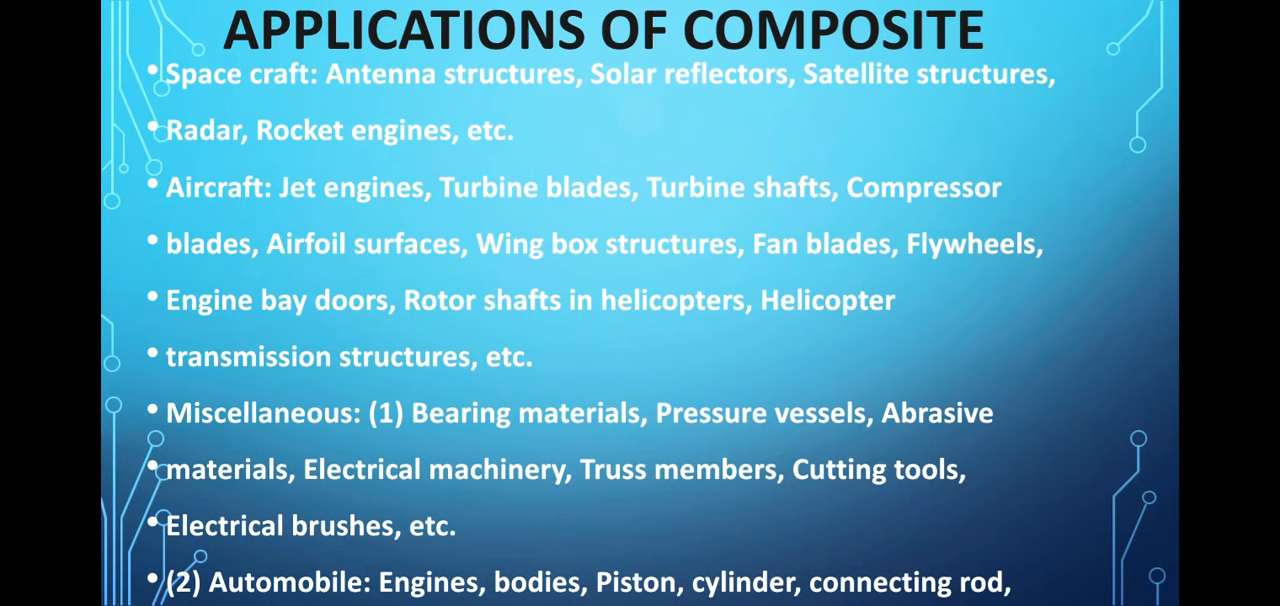 APPLICATIONS OF COMPOSITE
• Space craft: Antenna structures, Solar reflectors, Satellite structures,
• Radar, Rocket engines, etc.
• Aircraft: Jet engines, Turbine blades, Turbine shafts, Compressor
• blades, Airfoil surfaces, Wing box structures, Fan blades, Flywheels,
• Engine bay doors, Rotor shafts in helicopters, Helicopter
• transmission structures, etc.
• Miscellaneous: (1) Bearing materials, Pressure vessels, Abrasive
• materials, Electrical machinery, Truss members, Cutting tools,
• Electrical brushes, etc.
• (2) Automobile: Engines, bodies, Piston, cylinder, connecting rod,